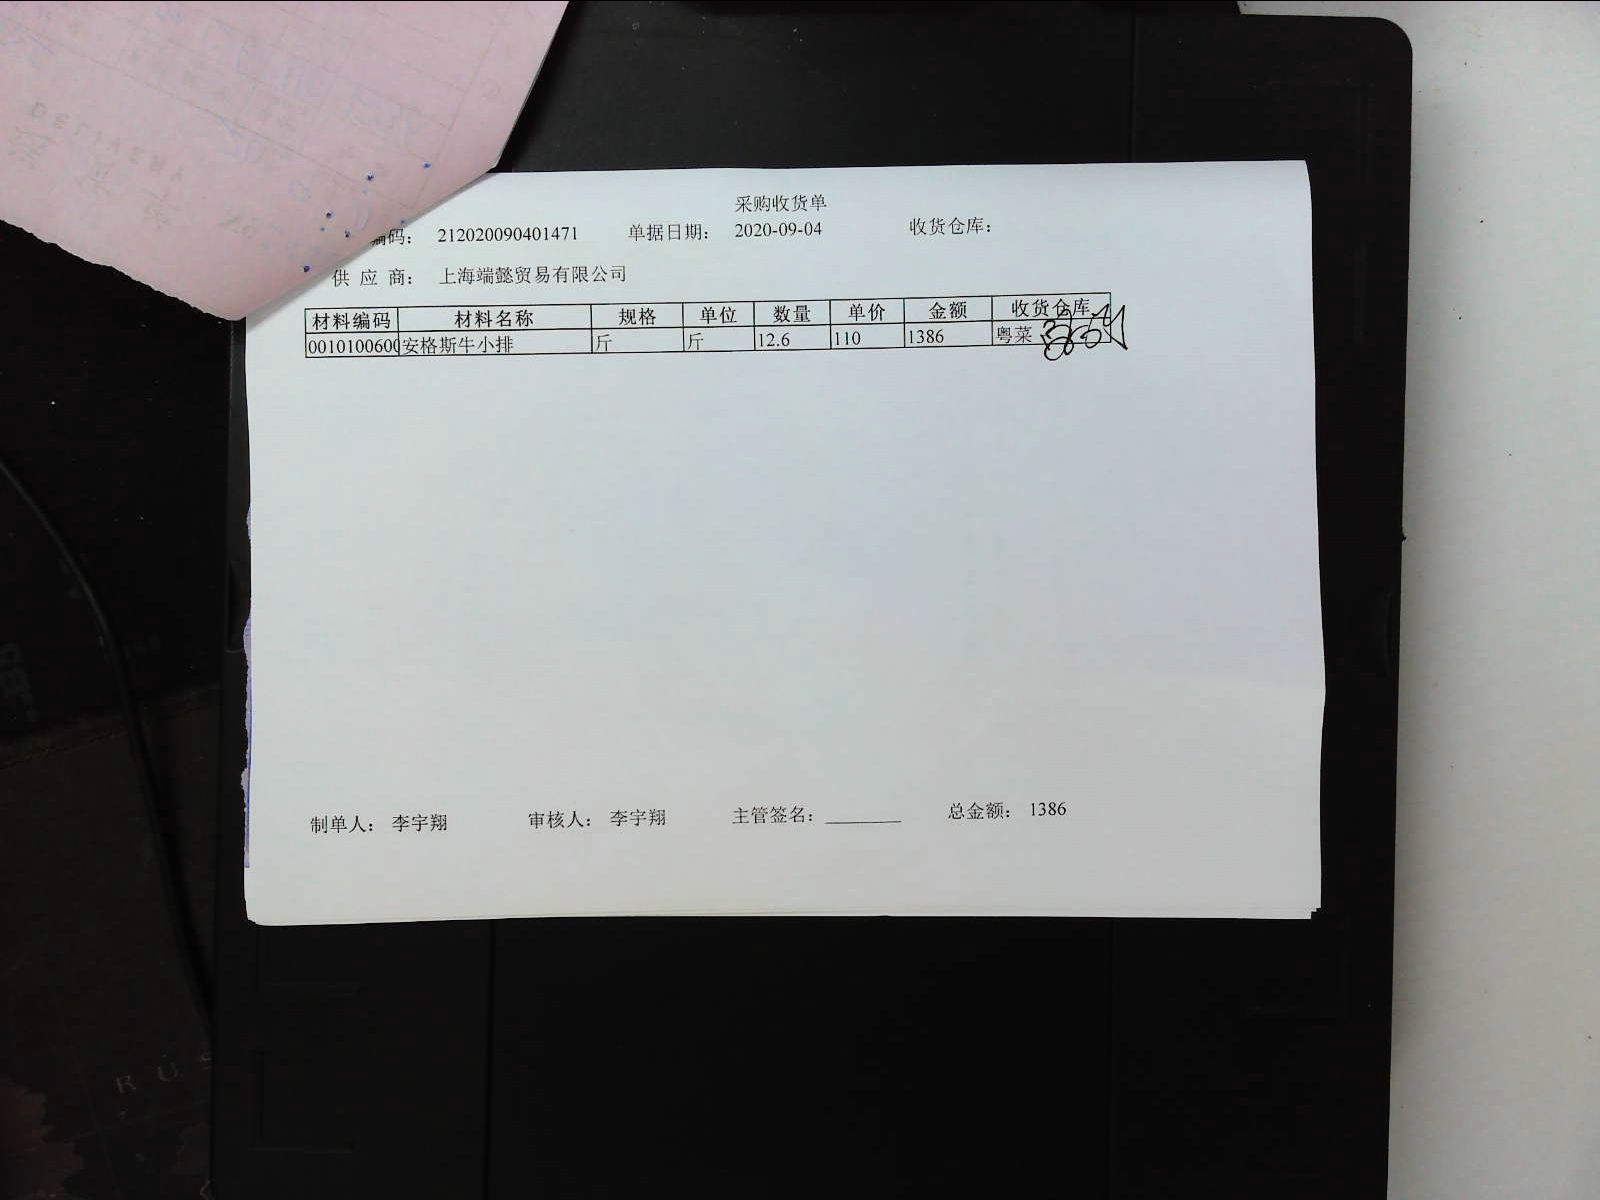 采购收货单
编码： 212020090401471 单据日期： 2020-09-04 收货仓库：
供 应 商： 上海端懿贸易有限公司
材料编码 材料名称 规格 单位 数量 单价 金额 收货仓库
0010100600 安格斯牛小排 斤 斤 12.6 110 1386 粤菜
制单人： 李宇翔 审核人： 李宇翔 主管签名： 总金额： 1386
RUS